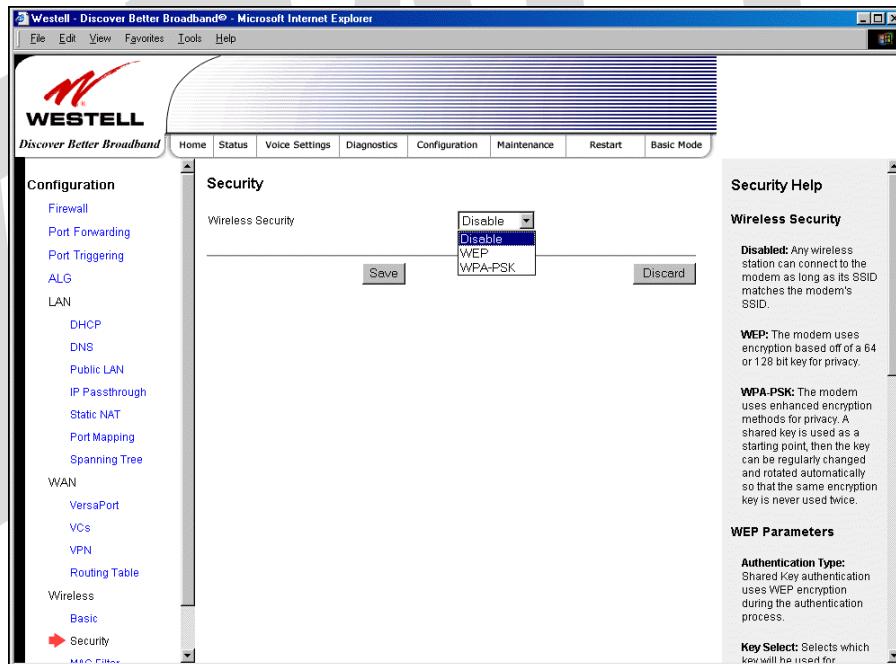 Westell - Discover Better Broadband© - Microsoft Internet Explorer
File Edit View Favorites Tools Help
WESTELL
Discover Better Broadband
Home Status Voice Settings Diagnostics Configuration Maintenance Restart Basic Mode
Configuration
Firewall
Port Forwarding
Port Triggering
ALG
LAN
DHCP
DNS
Public LAN
IP Passthrough
Static NAT
Port Mapping
Spanning Tree
WAN
VersaPort
VCs
VPN
Routing Table
Wireless
Basic
Security
MAC Filter
Security
Wireless Security Disable
Disable
WEP
WPA-PSK
Save Discard
Security Help
Wireless Security
Disabled: Any wireless
station can connect to the
modem as long as its SSID
matches the modem's
SSID.
WEP: The modem uses
encryption based off of a 64
or 128 bit key for privacy.
WPA-PSK: The modem
uses enhanced encryption
methods for privacy. A
shared key is used as a
starting point, then the key
can be regularly changed
and rotated automatically
so that the same encryption
key is never used twice.
WEP Parameters
Authentication Type:
Shared Key authentication
uses WEP encryption
during the authentication
process.
Key Select: Selects which
key will be used for